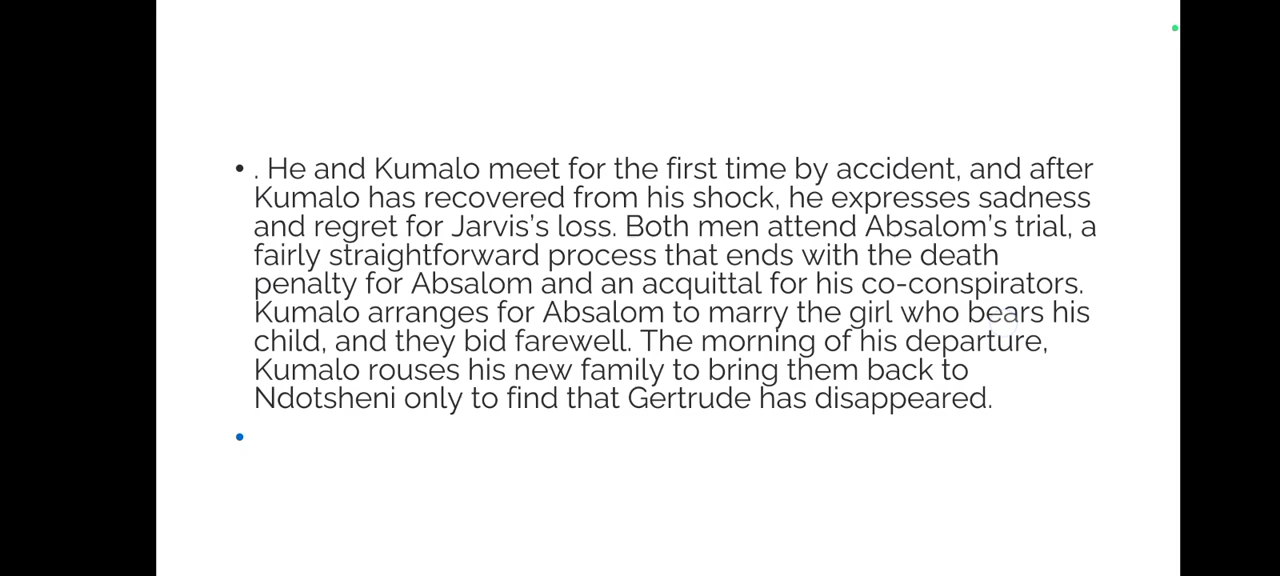 • . He and Kumalo meet for the first time by accident, and after
Kumalo has recovered from his shock, he expresses sadness
and regret for Jarvis’s loss. Both men attend Absalom’s trial, a
fairly straightforward process that ends with the death
penalty for Absalom and an acquittal for his co-conspirators.
Kumalo arranges for Absalom to marry the girl who bears his
child, and they bid farewell. The morning of his departure,
Kumalo rouses his new family to bring them back to
Ndotsheni only to find that Gertrude has disappeared.
•